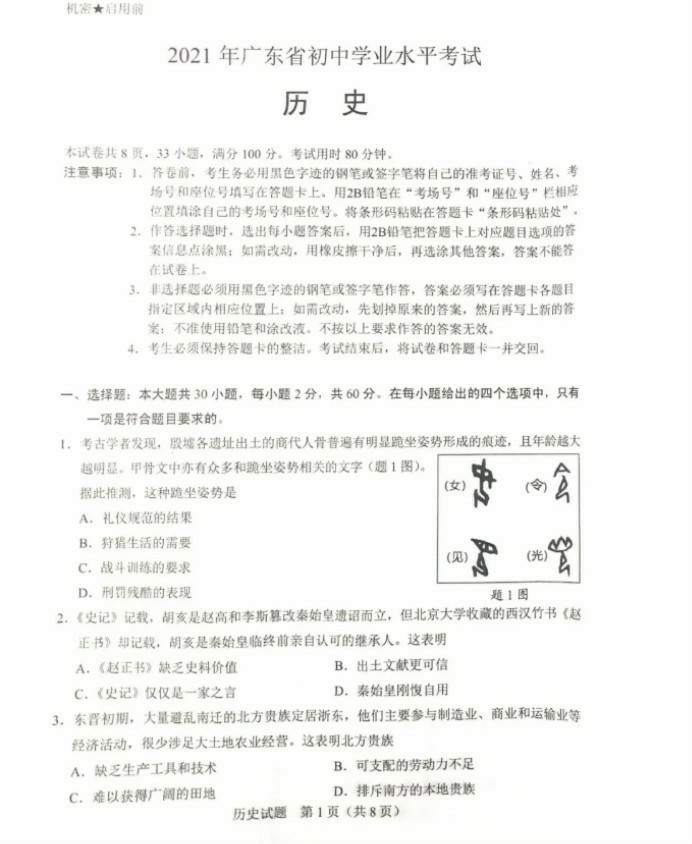 机密★启用前
2021 年广东省初中学业水平考试
历 史
本试卷共 8 页，33 小题，满分 100 分。考试用时 80 分钟。
注意事项：1．答卷前，考生务必用黑色字迹的钢笔或签字笔将自己的准考证号、姓名、考
场号和座位号填写在答题卡上。用2B铅笔在“考场号”和“座位号”栏相应
位置填涂自己的考场号和座位号。将条形码粘贴在答题卡“条形码粘贴处”。
2．作答选择题时，选出每小题答案后，用2B铅笔把答题卡上对应题目选项的答
案信息点涂黑；如需改动，用橡皮擦干净后，再选涂其他答案，答案不能答
在试卷上。
3．非选择题必须用黑色字迹的钢笔或签字笔作答，答案必须写在答题卡各题目
指定区域内相应位置上；如需改动，先划掉原来的答案，然后再写上新的答
案；不准使用铅笔和涂改液。不按以上要求作答的答案无效。
4．考生必须保持答题卡的整洁。考试结束后，将试卷和答题卡一并交回。
一、选择题：本大题共 30 小题，每小题 2 分，共 60 分。在每小题给出的四个选项中，只有
一项是符合题目要求的。
1．考古学者发现，殷墟各遗址出土的商代人骨普遍有明显跪坐姿势形成的痕迹，且年龄越大
越明显。甲骨文中亦有众多和跪坐姿势相关的文字（题 1 图）。
据此推测，这种跪坐姿势是
A．礼仪规范的结果
B．狩猎生活的需要
C．战斗训练的要求
D．刑罚残酷的表现
(女) (令)
(见) (光)
题 1 图
2．《史记》记载，胡亥是赵高和李斯篡改秦始皇遗诏而立，但北京大学收藏的西汉竹书《赵
正书》却记载，胡亥是秦始皇临终前亲自认可的继承人。这表明
A．《赵正书》缺乏史料价值 B．出土文献更可信
C．《史记》仅仅是一家之言 D．秦始皇刚愎自用
3．东晋初期，大量避乱南迁的北方贵族定居浙东，他们主要参与制造业、商业和运输业等
经济活动，很少涉足大土地农业经营。这表明北方贵族
A．缺乏生产工具和技术 B．可支配的劳动力不足
C．难以获得广阔的田地 D．排斥南方的本地贵族
历史试题 第 1 页（共 8 页）